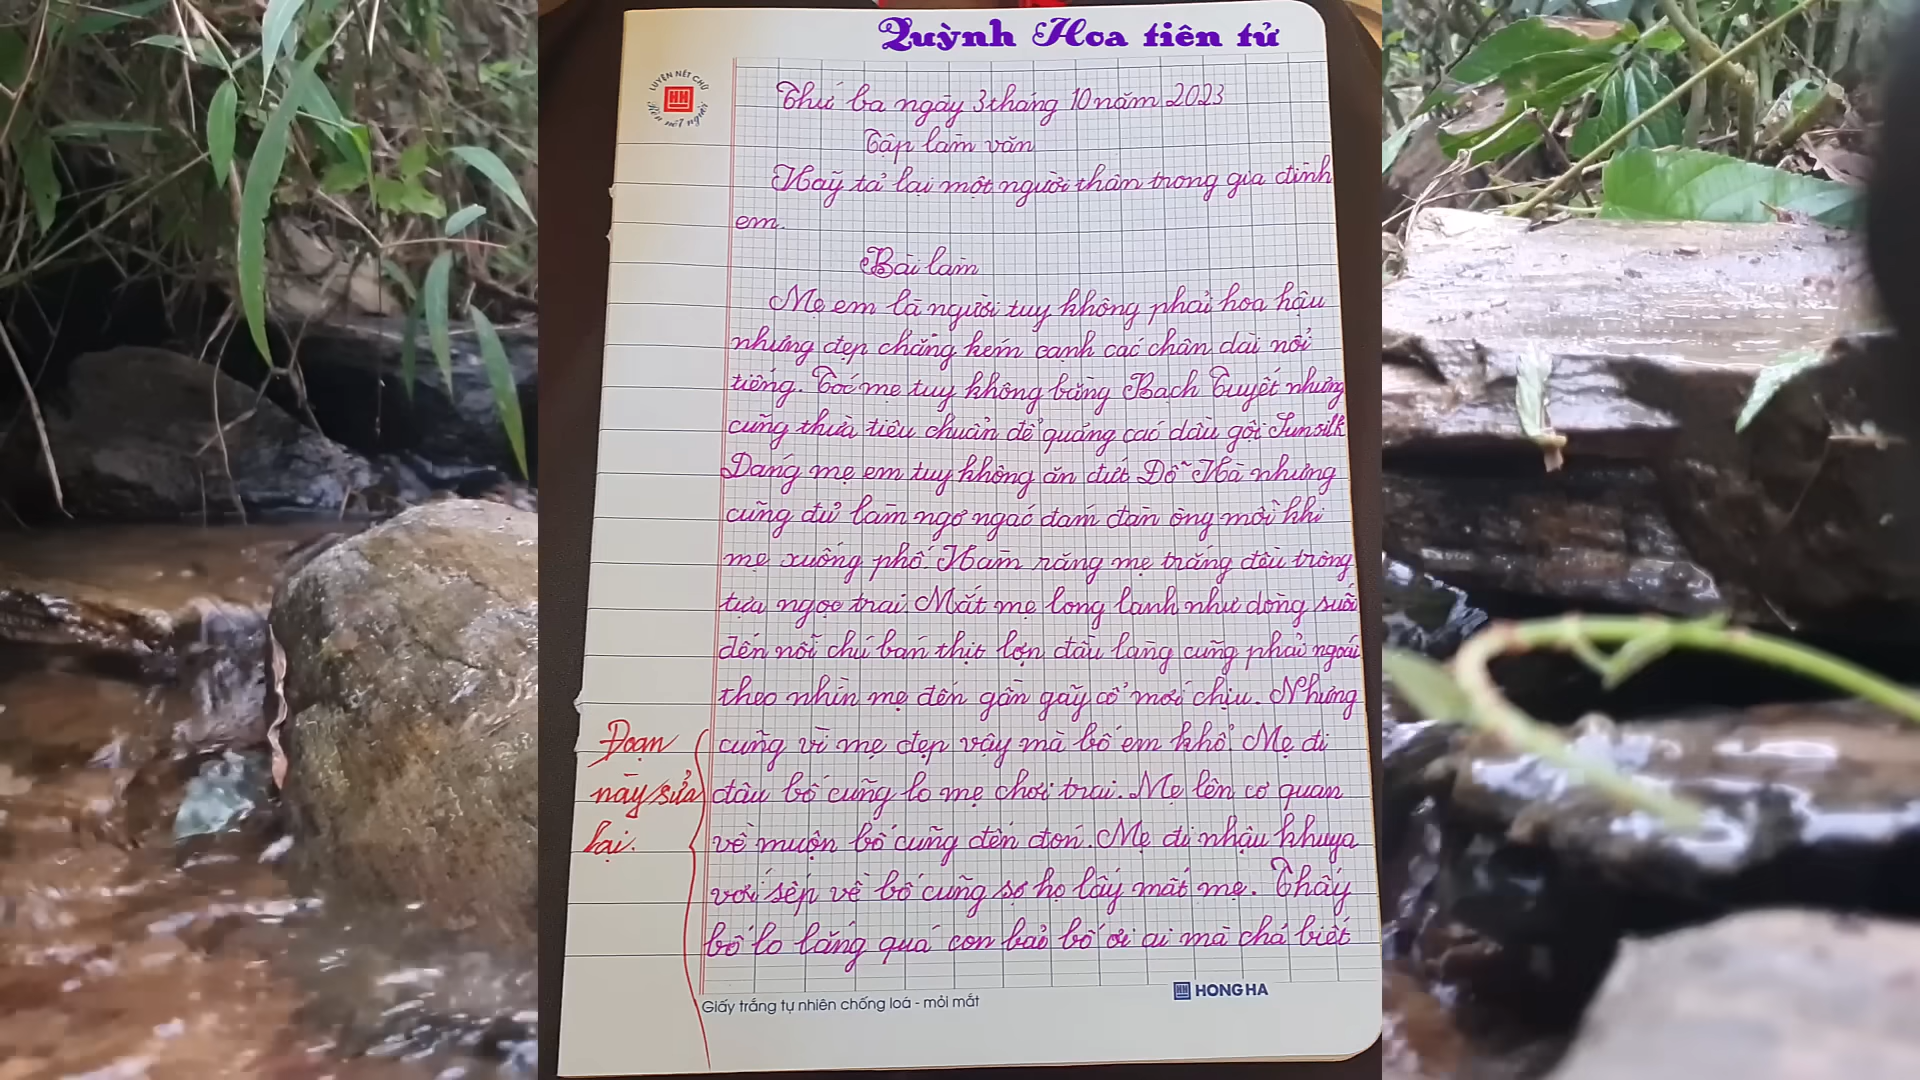 Quỳnh Hoa tiên tử
LUYỆN NÉT CHỮ
Rèn nết người
Thứ ba ngày 3 tháng 10 năm 2023
Tập làm văn
Hãy tả lại một người thân trong gia đình
em.
Bài làm
Mẹ em là người tuy không phải hoa hậu
nhưng đẹp chẳng kém cạnh các chân dài nổi
tiếng. Tóc mẹ tuy không bằng Bạch Tuyết nhưng
cũng thừa tiêu chuẩn để quảng cáo dầu gội Sunsilk
Dáng mẹ em tuy không ăn đứt Đỗ Hà nhưng
cũng đủ làm ngơ ngác đám đàn ông mỗi khi
mẹ xuống phố. Hàm răng mẹ trắng đều trông
tựa ngọc trai. Mắt mẹ long lanh như dòng suối
đến nỗi chú bán thịt lợn đầu làng cũng phải ngoái
theo nhìn mẹ đến gần gãy cổ mới chịu. Nhưng
cũng vì mẹ đẹp vậy mà bố em khổ. Mẹ đi
đâu bố cũng lo mẹ chơi trai. Mẹ lên cơ quan
về muộn bố cũng đến đón. Mẹ đi nhậu khuya
với sếp về bố cũng sợ họ lấy mất mẹ. Thấy
bố lo lắng quá con bảo bố ơi ai mà chả biết
Đoạn
này sửa
lại.
Giấy trắng tự nhiên chống loá - mỏi mắt
HONG HA